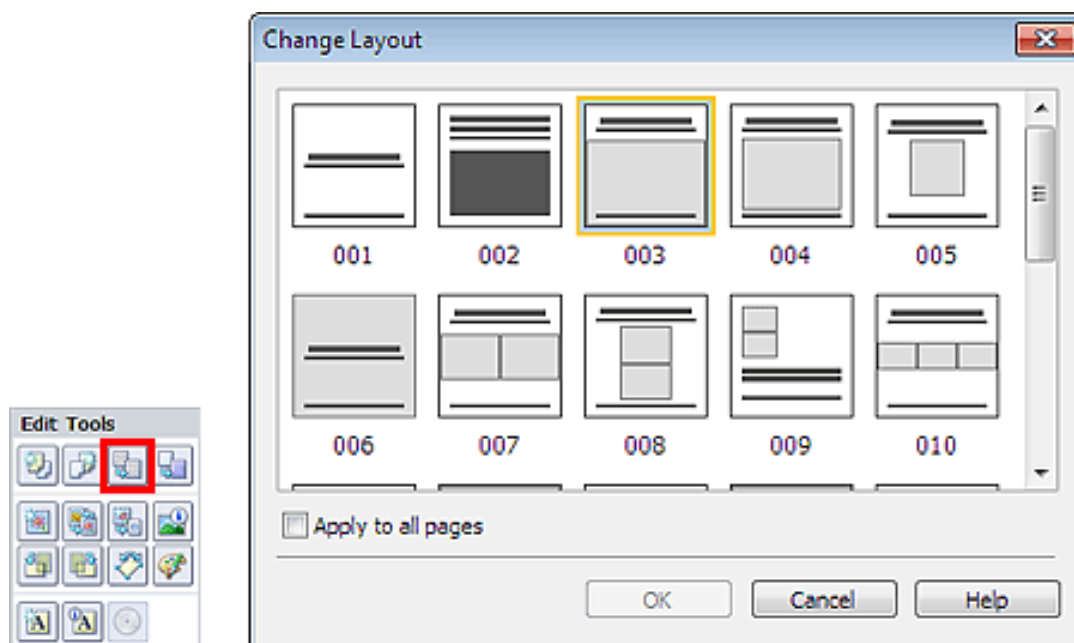 Change Layout
001 002 003 004 005
006 007 008 009 010
Apply to all pages
OK Cancel Help
Edit Tools
A A